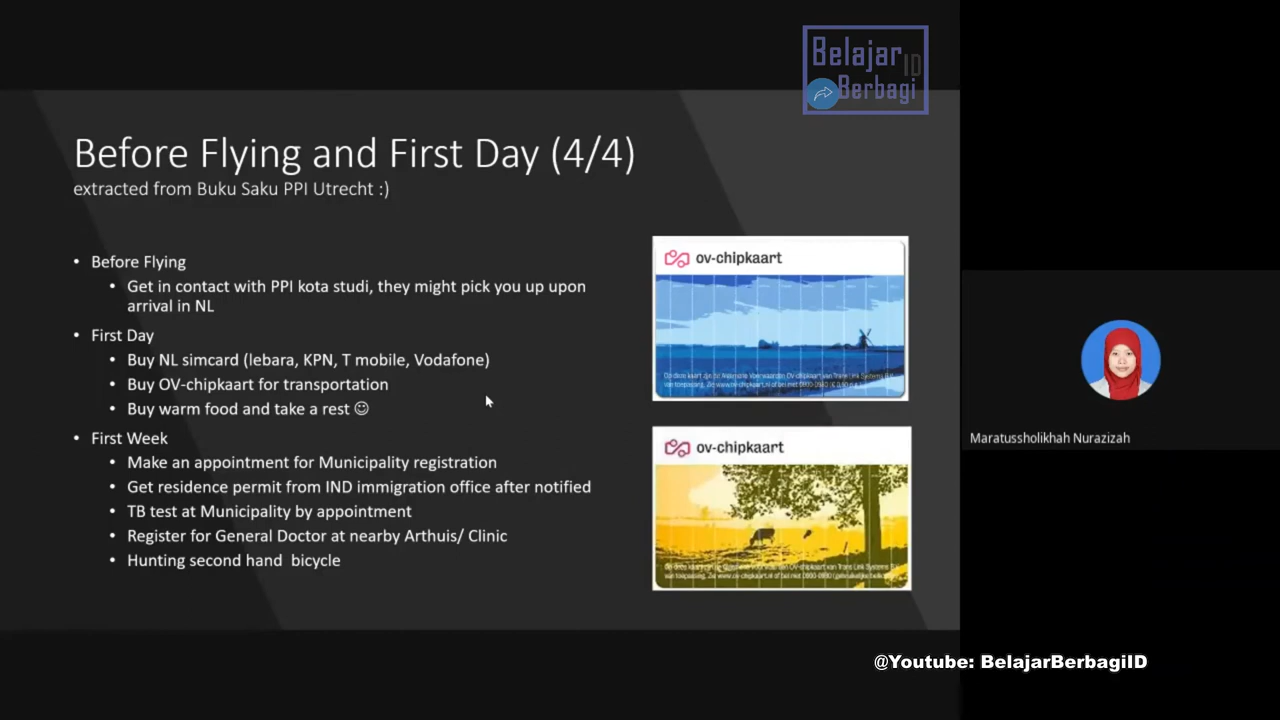 Belajar
ID
Berbagi
Before Flying and First Day (4/4)
extracted from Buku Saku PPI Utrecht :)
• Before Flying
• Get in contact with PPI kota studi, they might pick you up upon
arrival in NL
• First Day
• Buy NL simcard (lebara, KPN, T mobile, Vodafone)
• Buy OV-chipkaart for transportation
• Buy warm food and take a rest ☺
• First Week
• Make an appointment for Municipality registration
• Get residence permit from IND immigration office after notified
• TB test at Municipality by appointment
• Register for General Doctor at nearby Arthuis/ Clinic
• Hunting second hand  bicycle
ov-chipkaart
ov-chipkaart
Maratussholikhah Nurazizah
@Youtube: BelajarBerbagiID